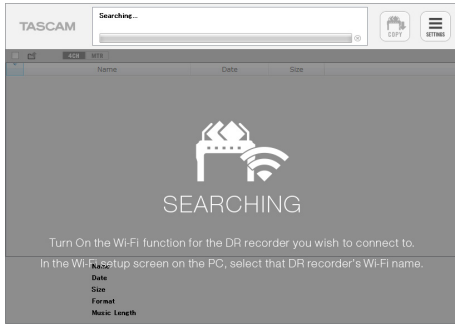 TASCAM
Searching...
COPY
SETTINGS
4CH
MTR
Name
Date
Size
SEARCHING
Turn On the Wi-Fi function for the DR recorder you wish to connect to.
In the Wi-Fi setup screen on the PC, select that DR recorder's Wi-Fi name.
Name
Date
Size
Format
Music Length